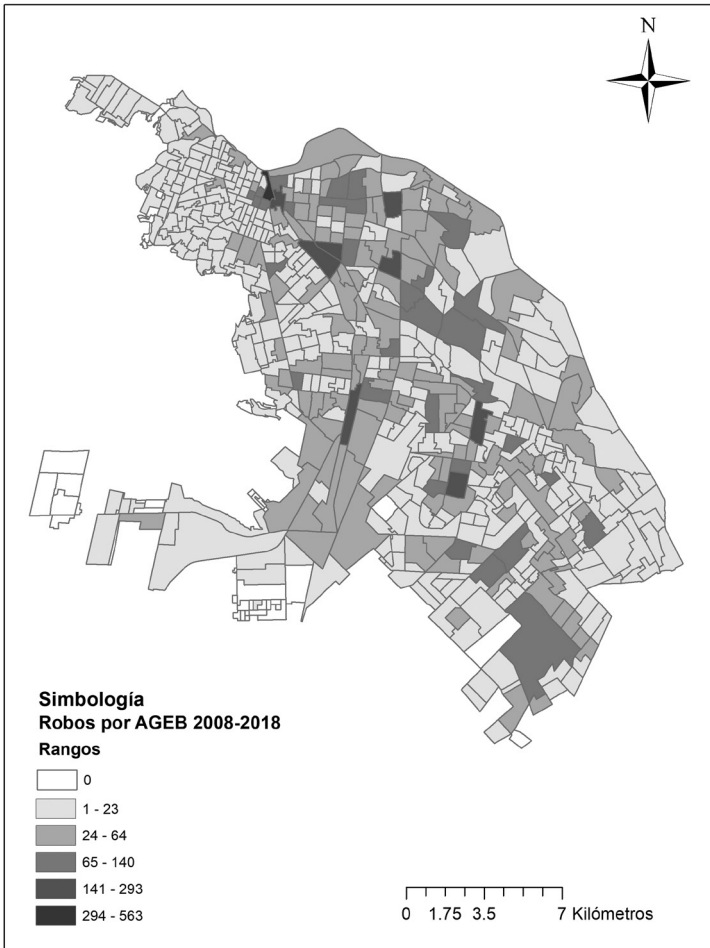 N
Simbología
Robos por AGEB 2008-2018
Rangos
0
1 - 23
24 - 64
65 - 140
141 - 293
294 - 563
0 1.75 3.5 7 Kilómetros